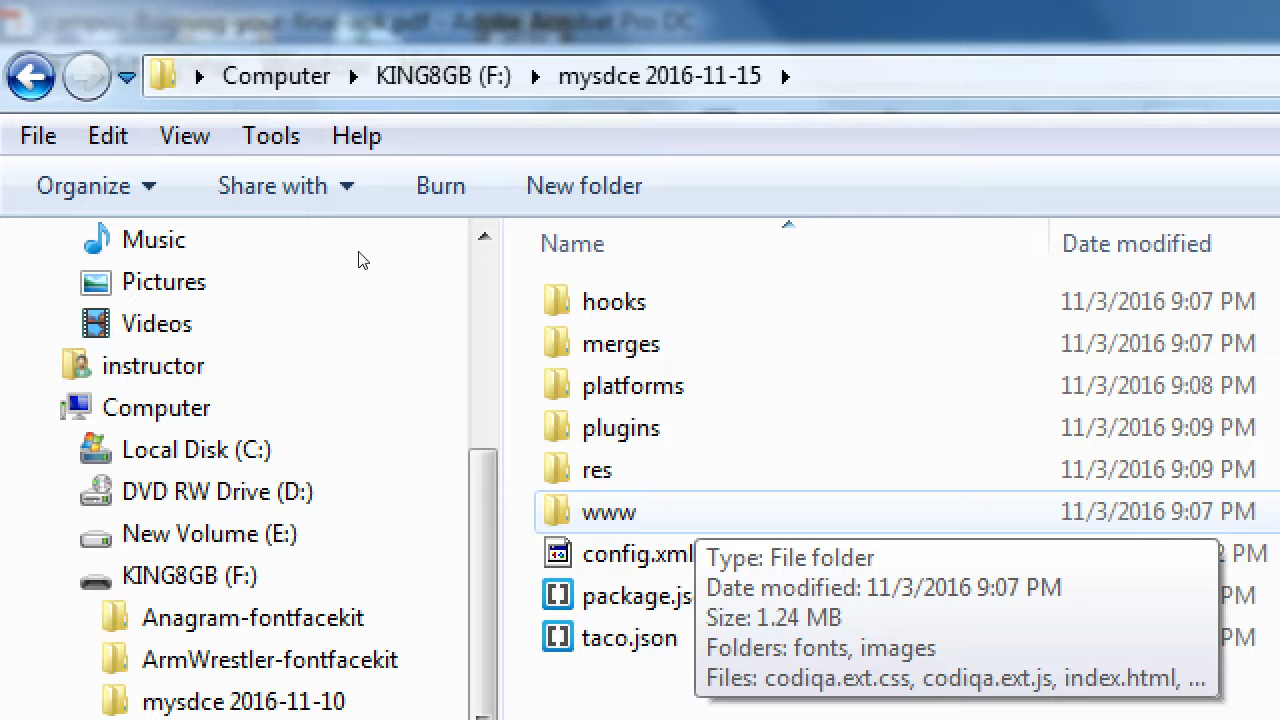 Computer KING8GB (F:) mysdce 2016-11-15
File Edit View Tools Help
Organize Share with Burn New folder
Music
Pictures
Videos
instructor
Computer
Local Disk (C:)
DVD RW Drive (D:)
New Volume (E:)
KING8GB (F:)
Anagram-fontfacekit
ArmWrestler-fontfacekit
mysdce 2016-11-10
Name Date modified
hooks 11/3/2016 9:07 PM
merges 11/3/2016 9:07 PM
platforms 11/3/2016 9:08 PM
plugins 11/3/2016 9:09 PM
res 11/3/2016 9:09 PM
www 11/3/2016 9:07 PM
config.xml PM
package.js PM
taco.json PM
Type: File folder
Date modified: 11/3/2016 9:07 PM
Size: 1.24 MB
Folders: fonts, images
Files: codiqa.ext.css, codiqa.ext.js, index.html, ...